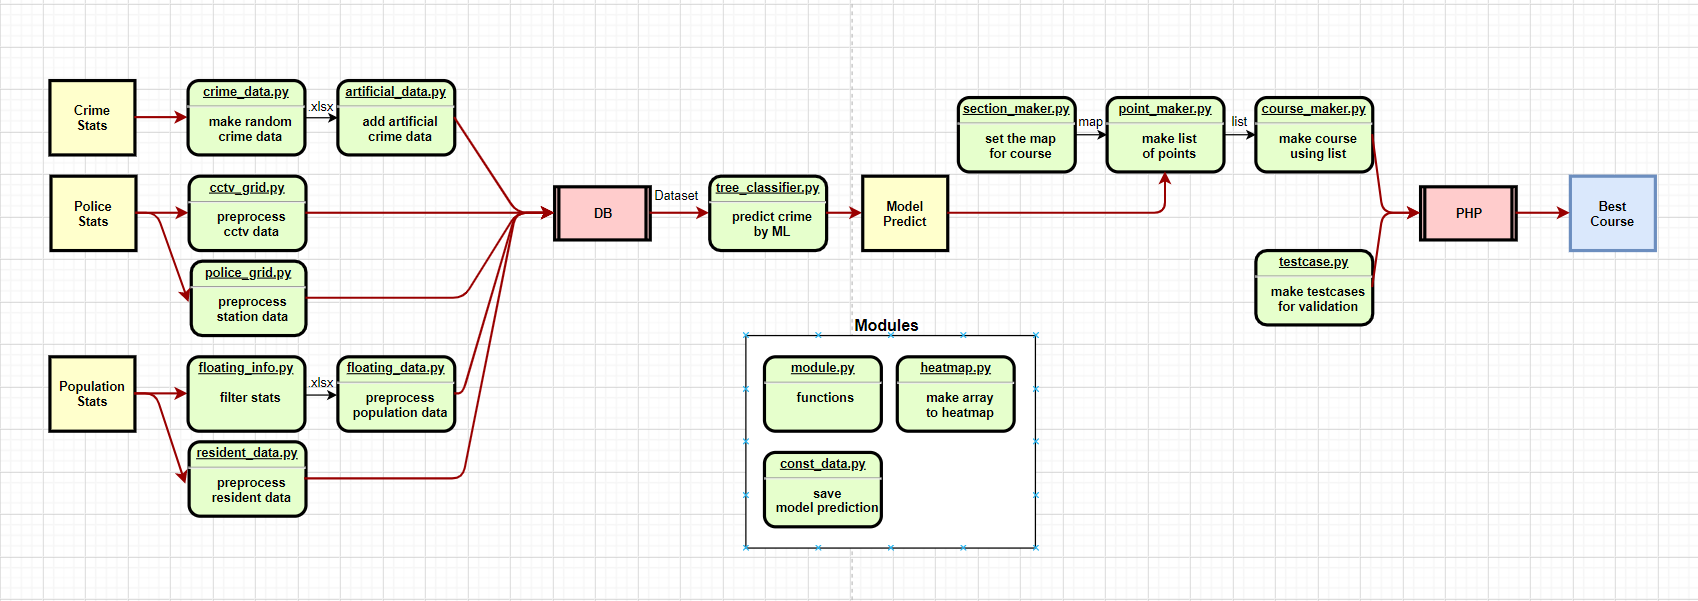 Crime
Stats
crime_data.py
make random
crime data
.xlsx
artificial_data.py
add artificial
crime data
Police
Stats
cctv_grid.py
preprocess
cctv data
police_grid.py
preprocess
station data
Population
Stats
floating_info.py
filter stats
.xlsx
floating_data.py
preprocess
population data
resident_data.py
preprocess
resident data
DB
Dataset
tree_classifier.py
predict crime
by ML
Model
Predict
section_maker.py
set the map
for course
map
point_maker.py
make list
of points
list
course_maker.py
make course
using list
testcase.py
make testcases
for validation
PHP
Best
Course
Modules
module.py
functions
heatmap.py
make array
to heatmap
const_data.py
save
model prediction